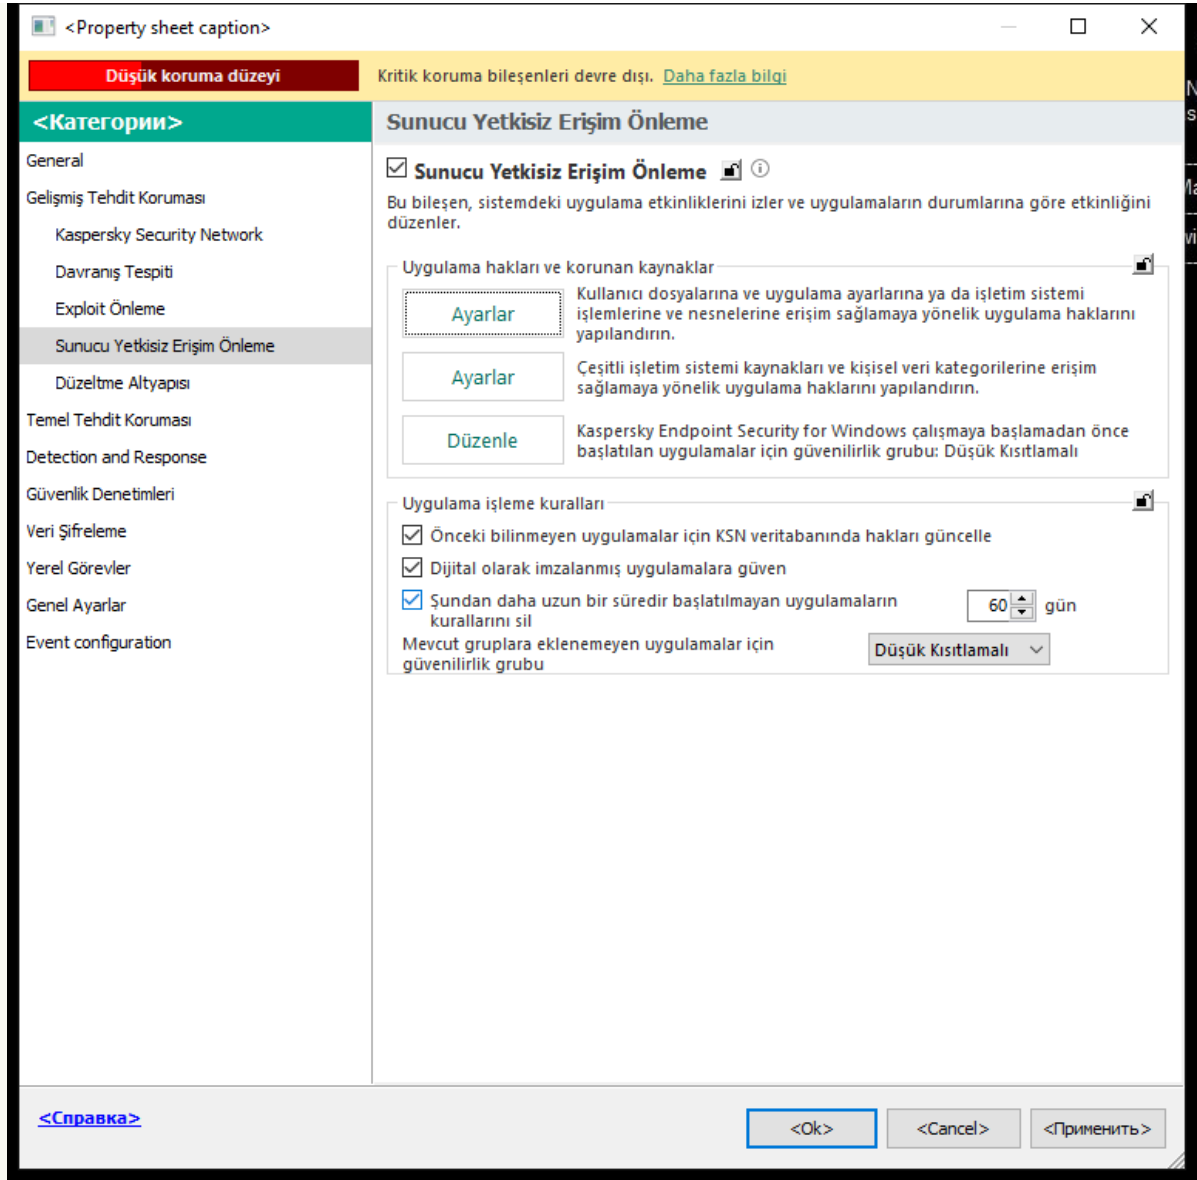 <Property sheet caption>
Düşük koruma düzeyi
Kritik koruma bileşenleri devre dışı. Daha fazla bilgi
<Категории>
General
Gelişmiş Tehdit Koruması
Kaspersky Security Network
Davranış Tespiti
Exploit Önleme
Sunucu Yetkisiz Erişim Önleme
Düzeltme Altyapısı
Temel Tehdit Koruması
Detection and Response
Güvenlik Denetimleri
Veri Şifreleme
Yerel Görevler
Genel Ayarlar
Event configuration
Sunucu Yetkisiz Erişim Önleme
Sunucu Yetkisiz Erişim Önleme
Bu bileşen, sistemdeki uygulama etkinliklerini izler ve uygulamaların durumlarına göre etkinliğini
düzenler.
Uygulama hakları ve korunan kaynaklar
Ayarlar
Kullanıcı dosyalarına ve uygulama ayarlarına ya da işletim sistemi
işlemlerine ve nesnelerine erişim sağlamaya yönelik uygulama haklarını
yapılandırın.
Ayarlar
Çeşitli işletim sistemi kaynakları ve kişisel veri kategorilerine erişim
sağlamaya yönelik uygulama haklarını yapılandırın.
Düzenle
Kaspersky Endpoint Security for Windows çalışmaya başlamadan önce
başlatılan uygulamalar için güvenilirlik grubu: Düşük Kısıtlamalı
Uygulama işleme kuralları
Önceki bilinmeyen uygulamalar için KSN veritabanında hakları güncelle
Dijital olarak imzalanmış uygulamalara güven
Şundan daha uzun bir süredir başlatılmayan uygulamaların
kurallarını sil
60 gün
Mevcut gruplara eklenemeyen uygulamalar için
güvenilirlik grubu
Düşük Kısıtlamalı
<Справка>
<Ok>
<Cancel>
<Применить>